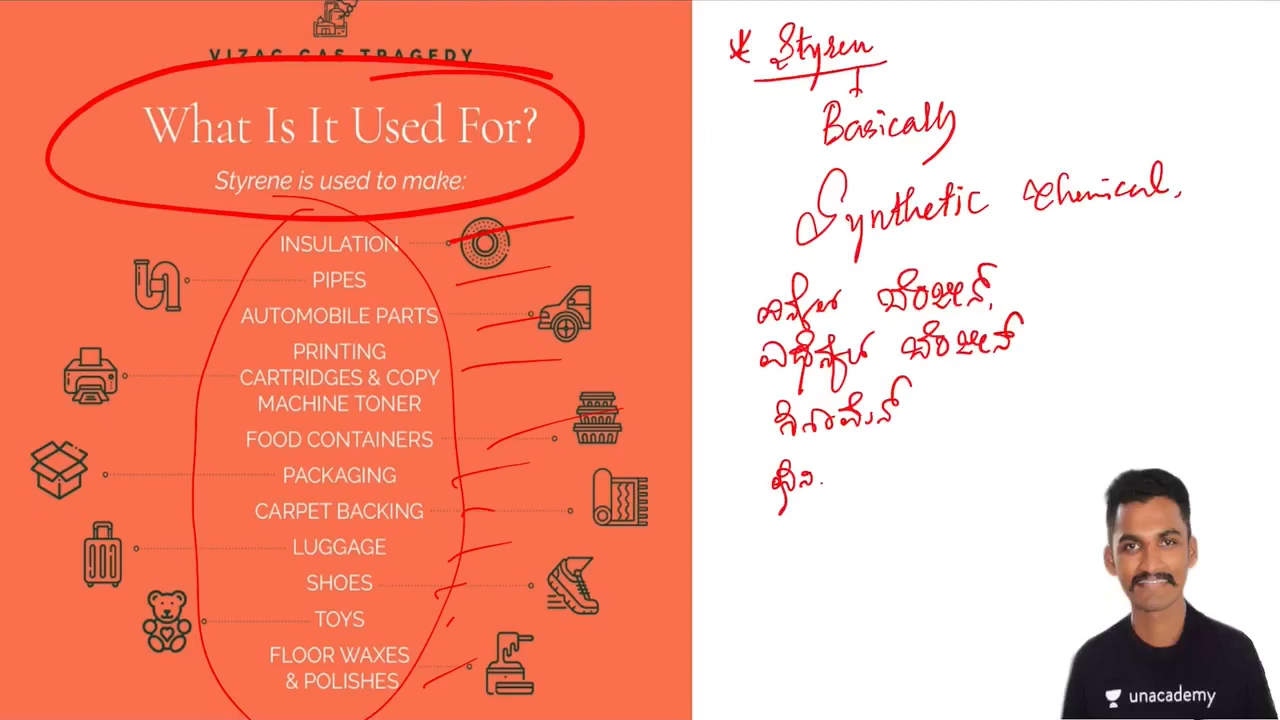 VIZAG GAS TRAGEDY
What Is It Used For?
Styrene is used to make:
INSULATION
PIPES
AUTOMOBILE PARTS
PRINTING
CARTRIDGES & COPY
MACHINE TONER
FOOD CONTAINERS
PACKAGING
CARPET BACKING
LUGGAGE
SHOES
TOYS
FLOOR WAXES
& POLISHES
* Styren
Basically
Synthetic chemical,
ವಿನೈಲ್ ಬೆಂಜೀನ್,
ಎಥೆನೈಲ್ ಬೆಂಜೀನ್
ಸಿನಾಮೆನ್
unacademy